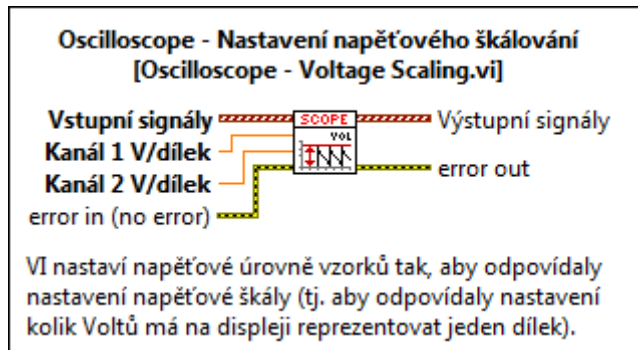 Oscilloscope - Nastavení napěťového škálování
[Oscilloscope - Voltage Scaling.vi]
Vstupní signály
SCOPE
Výstupní signály
Kanál 1 V/dílek
VOL
Kanál 2 V/dílek
error out
error in (no error)
VI nastaví napěťové úrovně vzorků tak, aby odpovídaly
nastavení napěťové škály (tj. aby odpovídaly nastavení
kolik Voltů má na displeji reprezentovat jeden dílek).